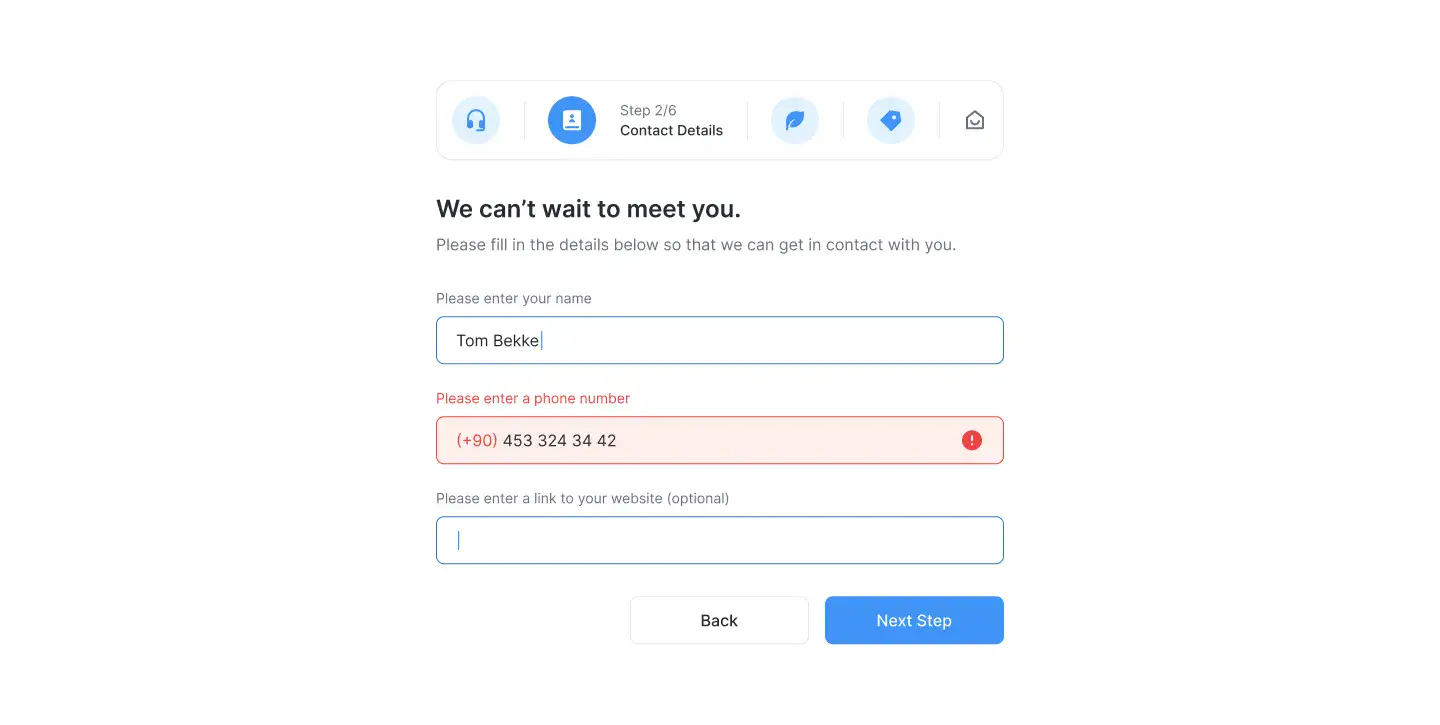 Step 2/6
Contact Details
We can’t wait to meet you.
Please fill in the details below so that we can get in contact with you.
Please enter your name
Tom Bekke
Please enter a phone number
(+90) 453 324 34 42
Please enter a link to your website (optional)
Back
Next Step